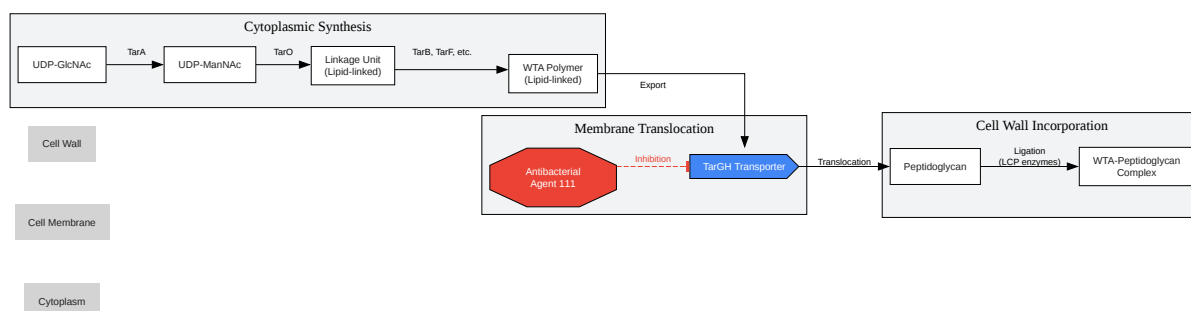 Cytoplasmic Synthesis
UDP-GlcNAc
TarA
UDP-ManNAc
TarO
Linkage Unit
(Lipid-linked)
TarB, TarF, etc.
WTA Polymer
(Lipid-linked)
Export
Membrane Translocation
Antibacterial
Agent 111
Inhibition
TarGH Transporter
Translocation
Cell Wall Incorporation
Peptidoglycan
Ligation
(LCP enzymes)
WTA-Peptidoglycan
Complex
Cell Wall
Cell Membrane
Cytoplasm